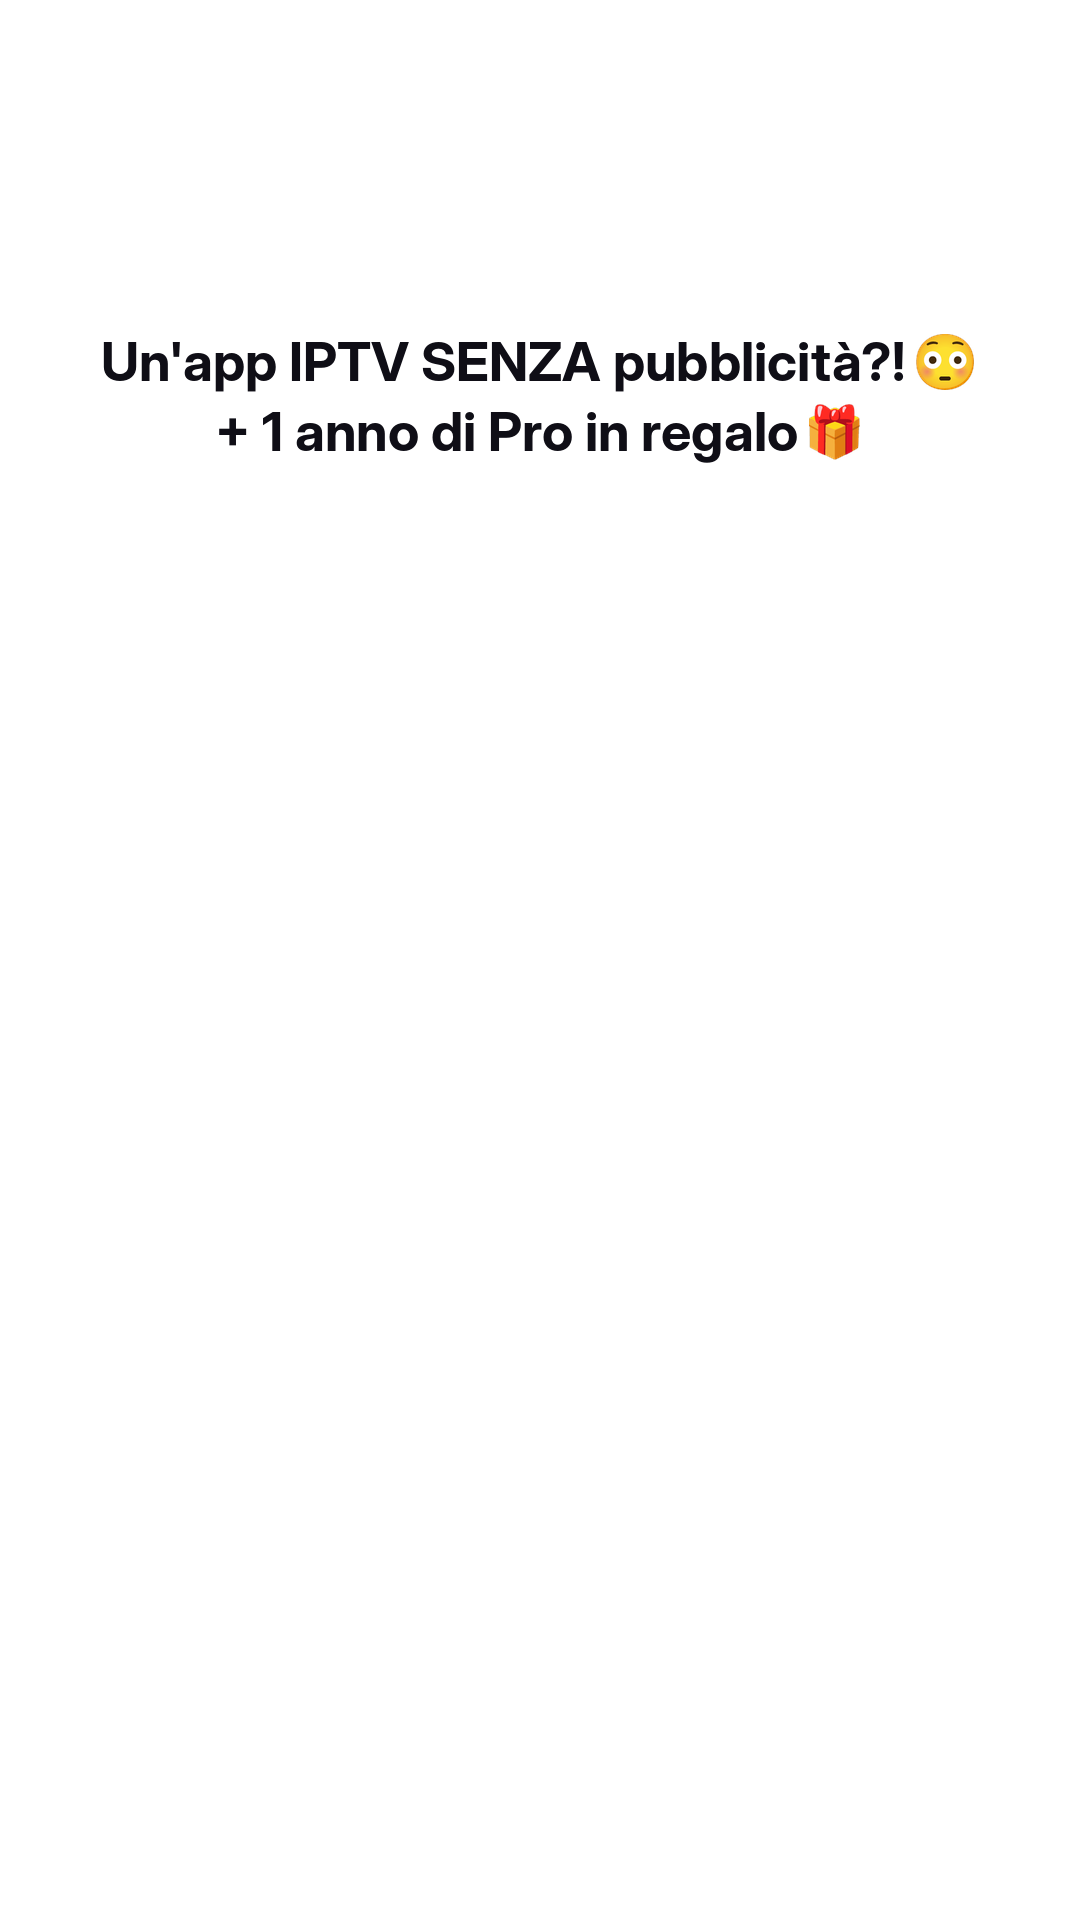 Un'app IPTV SENZA pubblicità?!😳
+ 1 anno di Pro in regalo🎁